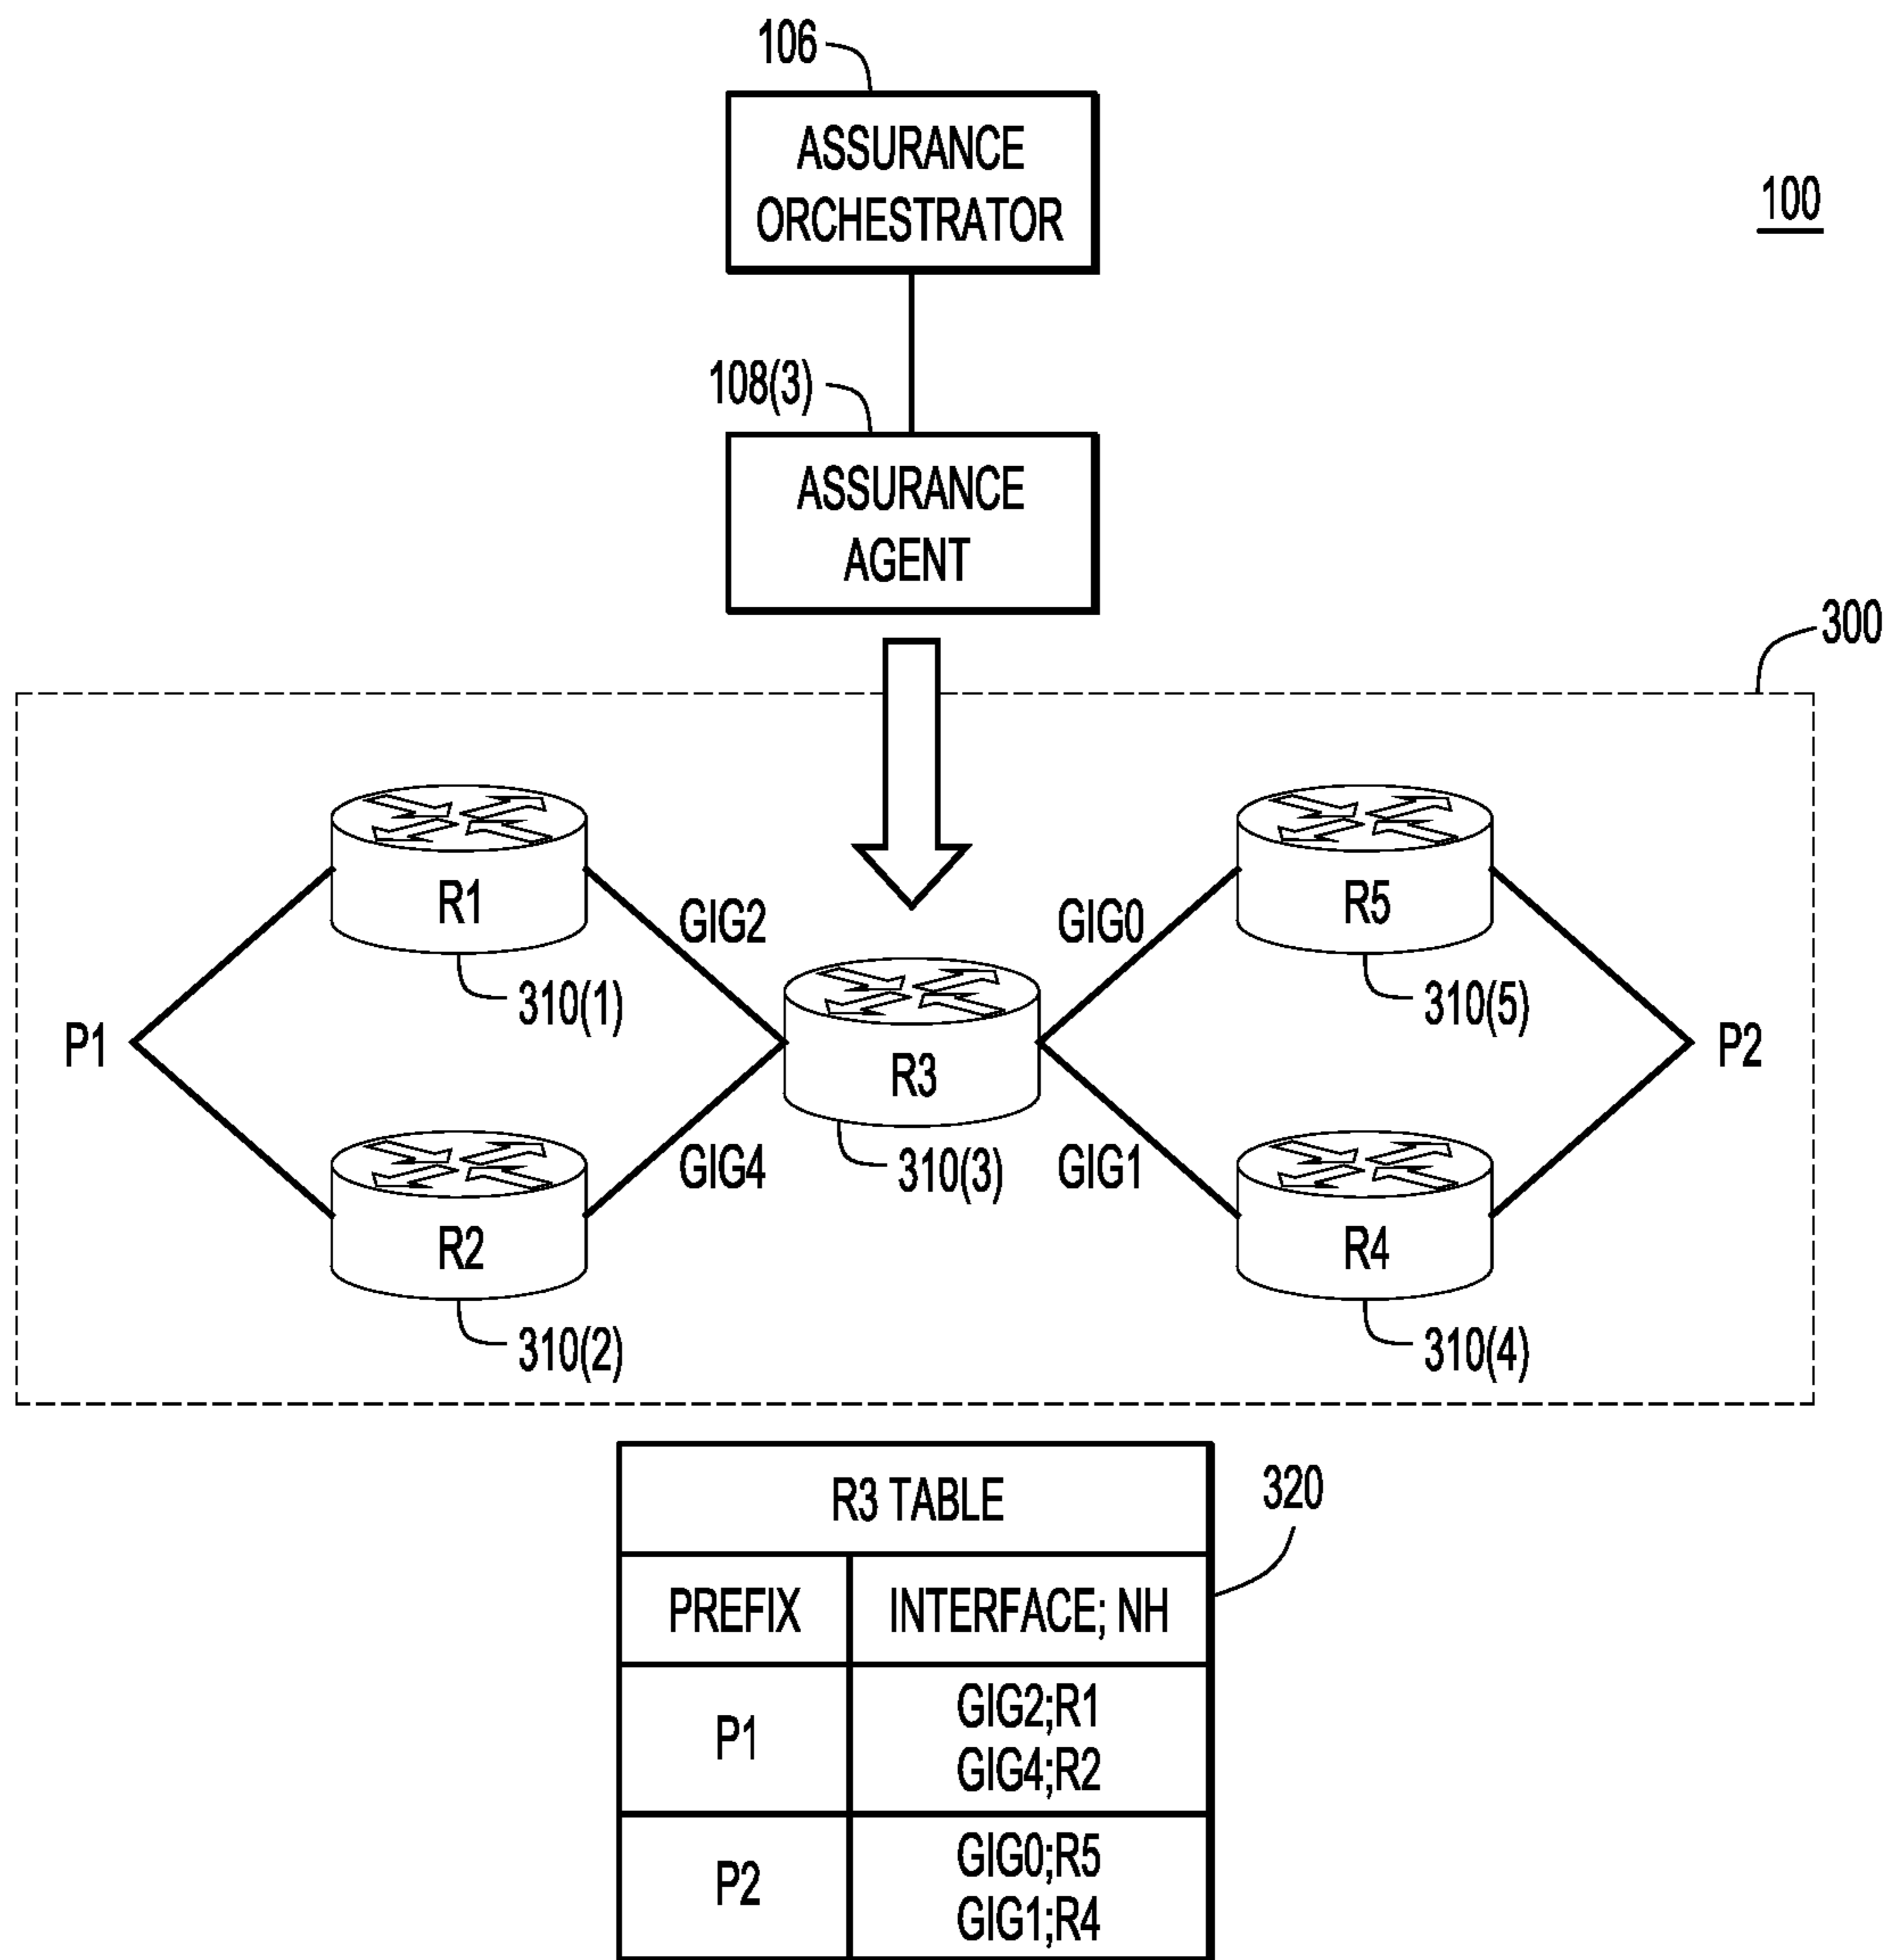 106
ASSURANCE
ORCHESTRATOR
100
108(3)
ASSURANCE
AGENT
300
R1
R5
GIG2
GIG0
310(1)
310(5)
P1
R3
P2
GIG4
310(3)
GIG1
R2
R4
310(2)
310(4)
R3 TABLE
320
PREFIX
INTERFACE; NH
P1
GIG2;R1
GIG4;R2
P2
GIG0;R5
GIG1;R4